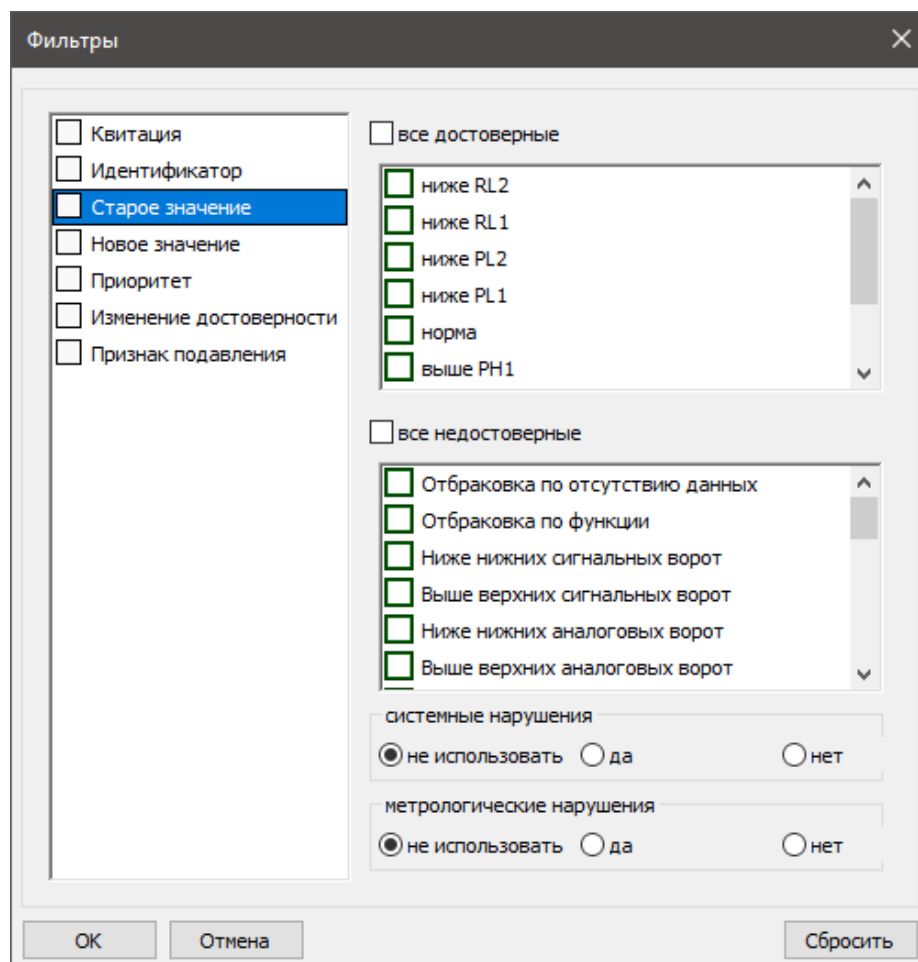 Фильтры
Квитация
Идентификатор
Старое значение
Новое значение
Приоритет
Изменение достоверности
Признак подавления
все достоверные
ниже RL2
ниже RL1
ниже PL2
ниже PL1
норма
выше PH1
все недостоверные
Отбраковка по отсутствию данных
Отбраковка по функции
Ниже нижних сигнальных ворот
Выше верхних сигнальных ворот
Ниже нижних аналоговых ворот
Выше верхних аналоговых ворот
системные нарушения
не использовать да нет
метрологические нарушения
не использовать да нет
OK Отмена Сбросить